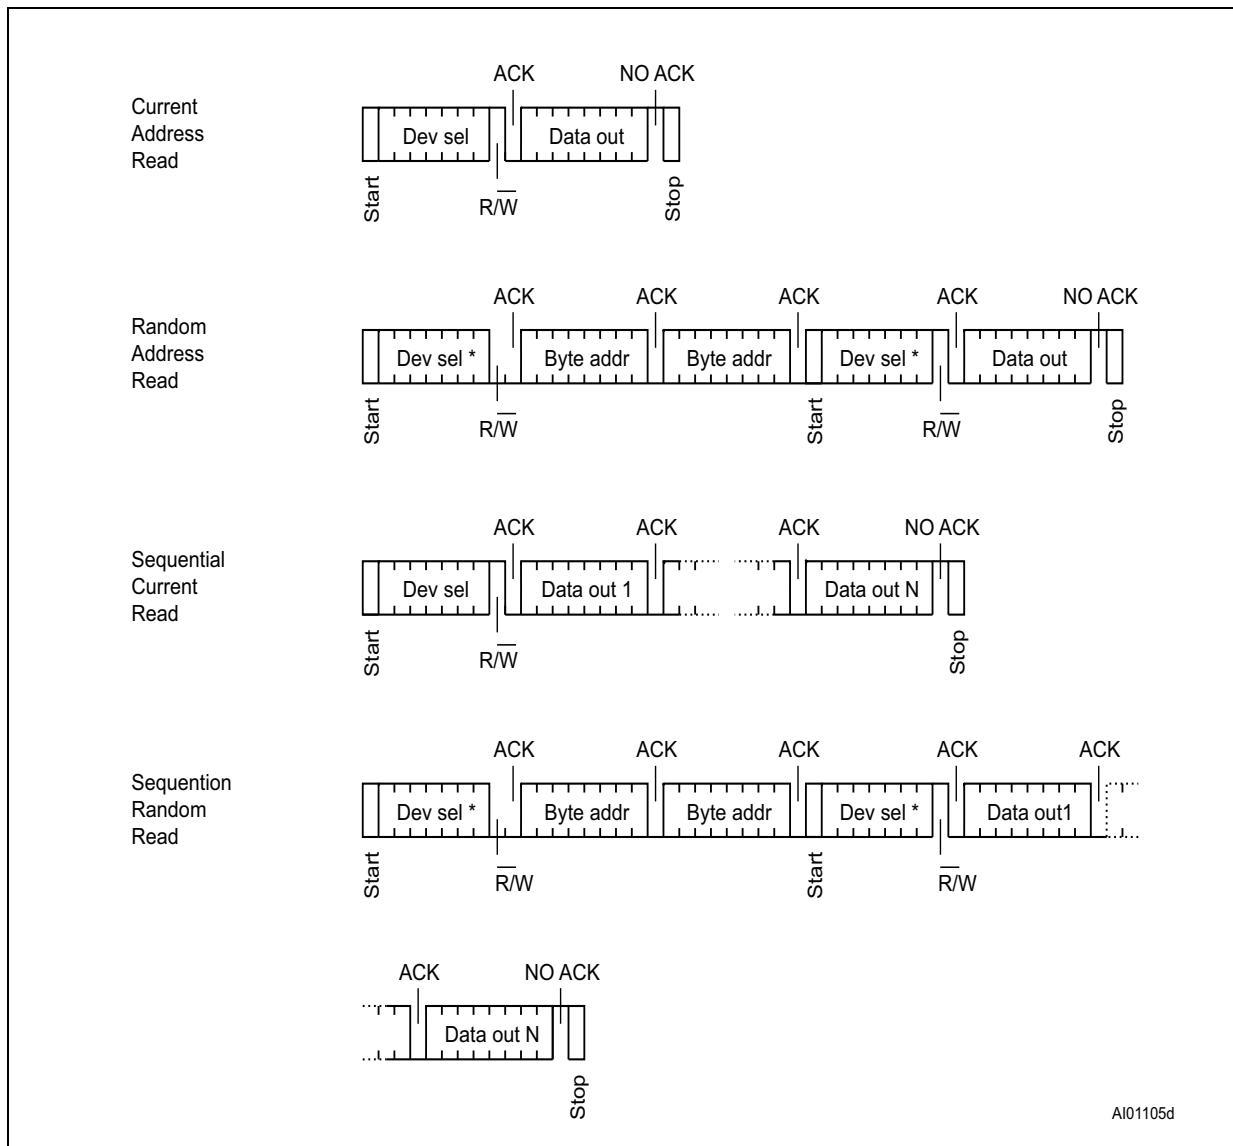 ACK NO ACK
Current
Address
Read
Dev sel Data out
Start R/W̅ Stop
ACK ACK ACK ACK NO ACK
Random
Address
Read
Dev sel * Byte addr Byte addr Dev sel * Data out
Start R/W̅ Start R/W̅ Stop
ACK ACK ACK NO ACK
Sequential
Current
Read
Dev sel Data out 1 Data out N
Start R/W̅ Stop
ACK ACK ACK ACK ACK
Sequention
Random
Read
Dev sel * Byte addr Byte addr Dev sel * Data out1
Start R̅/W Start R̅/W
ACK NO ACK
Data out N
Stop
AI01105d